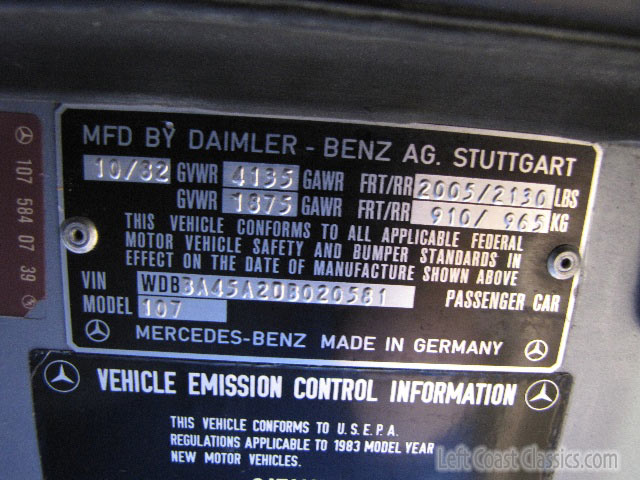 MFD BY DAIMLER - BENZ AG. STUTTGART
10/82 GVWR 4135 GAWR FRT/RR 2005/2130 LBS
GVWR 1875 GAWR FRT/RR 910/ 965 KG
THIS VEHICLE CONFORMS TO ALL APPLICABLE FEDERAL
MOTOR VEHICLE SAFETY AND BUMPER STANDARDS IN
EFFECT ON THE DATE OF MANUFACTURE SHOWN ABOVE
VIN WDBBA45A2DB020581 PASSENGER CAR
MODEL 107
MERCEDES-BENZ MADE IN GERMANY
107 584 07 39
VEHICLE EMISSION CONTROL INFORMATION
THIS VEHICLE CONFORMS TO U.S.E.P.A.
REGULATIONS APPLICABLE TO 1983 MODEL YEAR
NEW MOTOR VEHICLES.
Left Coast Classics.com